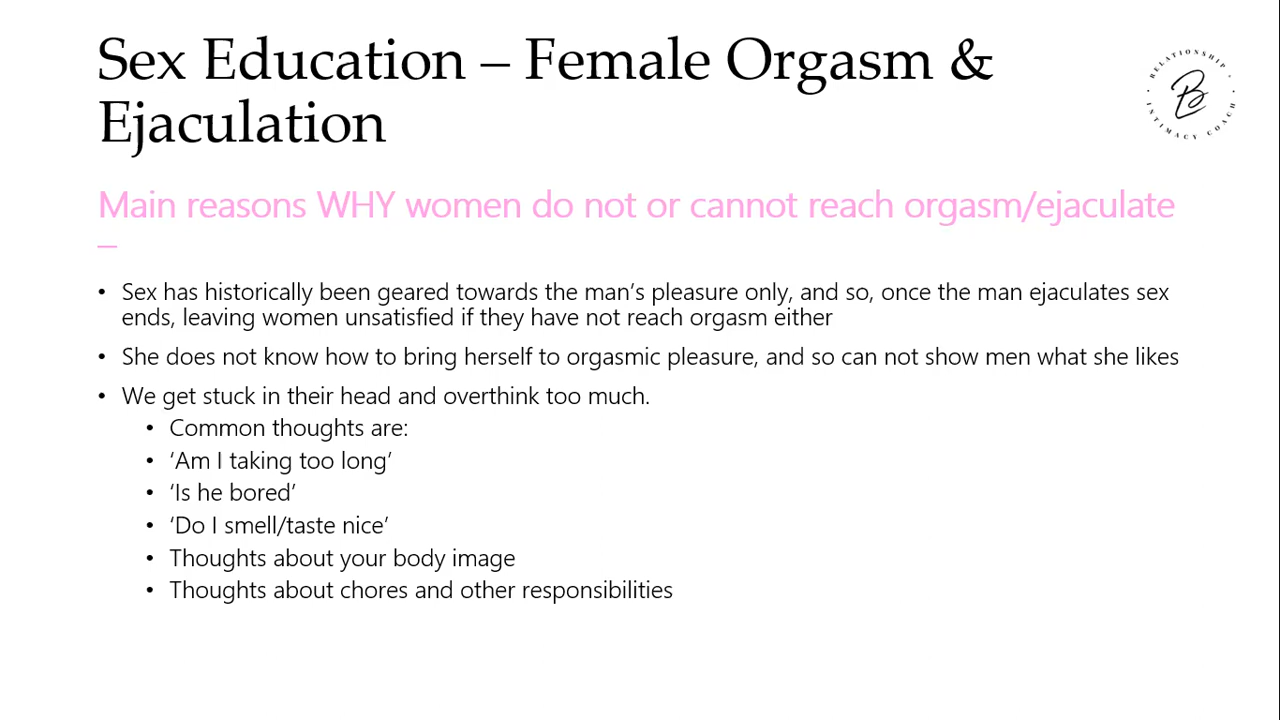 Sex Education – Female Orgasm &
Ejaculation
RELATIONSHIP
B
INTIMACY COACH
Main reasons WHY women do not or cannot reach orgasm/ejaculate
–
• Sex has historically been geared towards the man’s pleasure only, and so, once the man ejaculates sex
ends, leaving women unsatisfied if they have not reach orgasm either
• She does not know how to bring herself to orgasmic pleasure, and so can not show men what she likes
• We get stuck in their head and overthink too much.
• Common thoughts are:
• ‘Am I taking too long’
• ‘Is he bored’
• ‘Do I smell/taste nice’
• Thoughts about your body image
• Thoughts about chores and other responsibilities